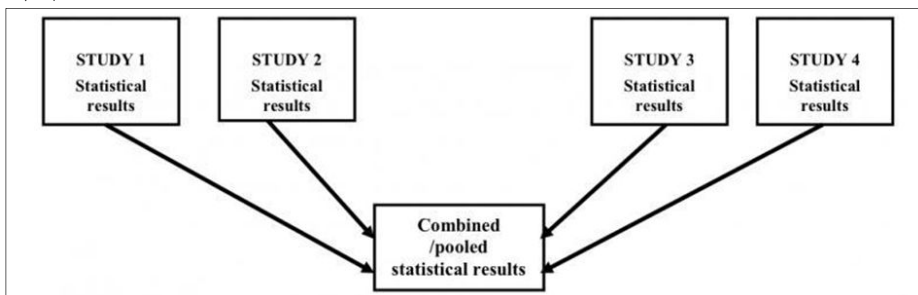 STUDY 1
Statistical
results
STUDY 2
Statistical
results
STUDY 3
Statistical
results
STUDY 4
Statistical
results
Combined
/pooled
statistical results